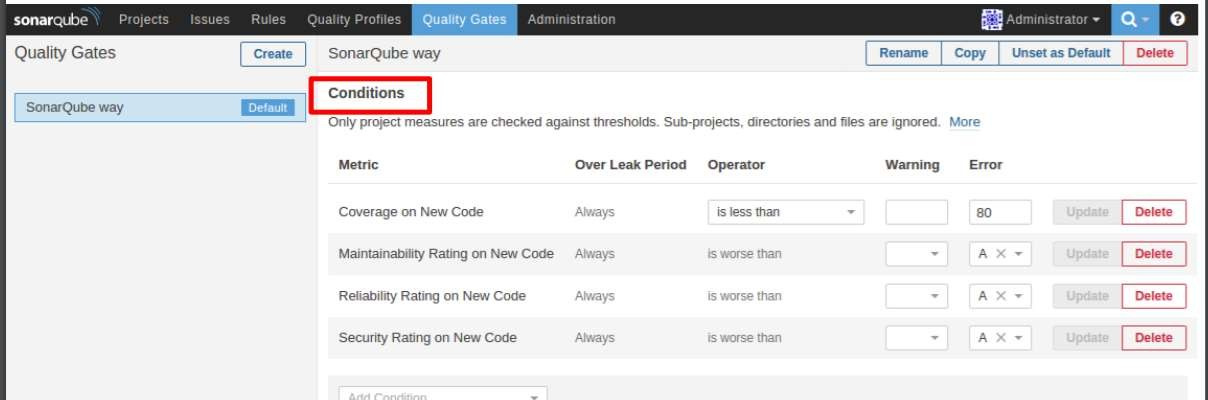 sonarqube Projects Issues Rules Quality Profiles Quality Gates Administration Administrator
Quality Gates Create SonarQube way Rename Copy Unset as Default Delete
SonarQube way Default
Conditions
Only project measures are checked against thresholds. Sub-projects, directories and files are ignored. More
Metric Over Leak Period Operator Warning Error
Coverage on New Code Always is less than 80 Update Delete
Maintainability Rating on New Code Always is worse than A Update Delete
Reliability Rating on New Code Always is worse than A Update Delete
Security Rating on New Code Always is worse than A Update Delete
Add Condition